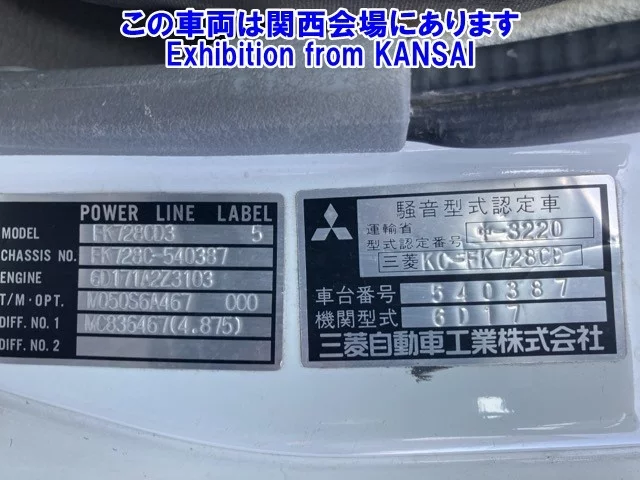 この車両は関西会場にあります
Exhibition from KANSAI
POWER LINE LABEL
MODEL FK728CD3 5
CHASSIS NO. FK728C-540387
ENGINE 6D171A2Z3103
T/M・OPT. M050S6A467 000
DIFF. NO. 1 MC836467(4.875)
DIFF. NO. 2
騒音型式認定車
運輸省
型式認定番号 中-3220
三菱KC-FK728CD
車台番号 540387
機関型式 6D17
三菱自動車工業株式会社